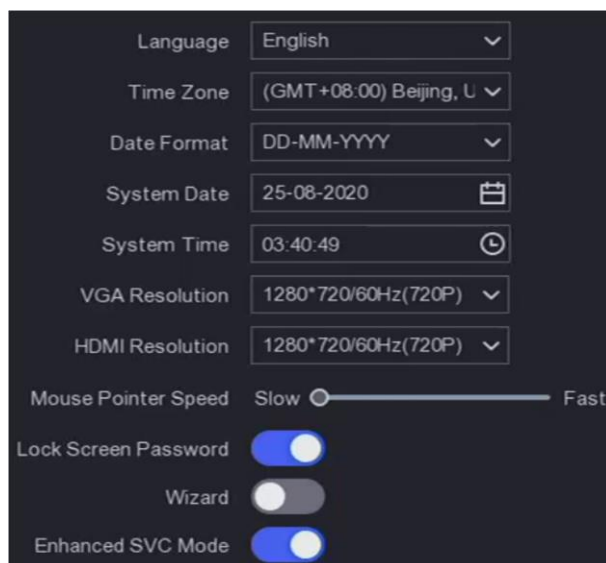 Language English
Time Zone (GMT+08:00) Beijing, U
Date Format DD-MM-YYYY
System Date 25-08-2020
System Time 03:40:49
VGA Resolution 1280*720/60Hz(720P)
HDMI Resolution 1280*720/60Hz(720P)
Mouse Pointer Speed Slow Fast
Lock Screen Password
Wizard
Enhanced SVC Mode